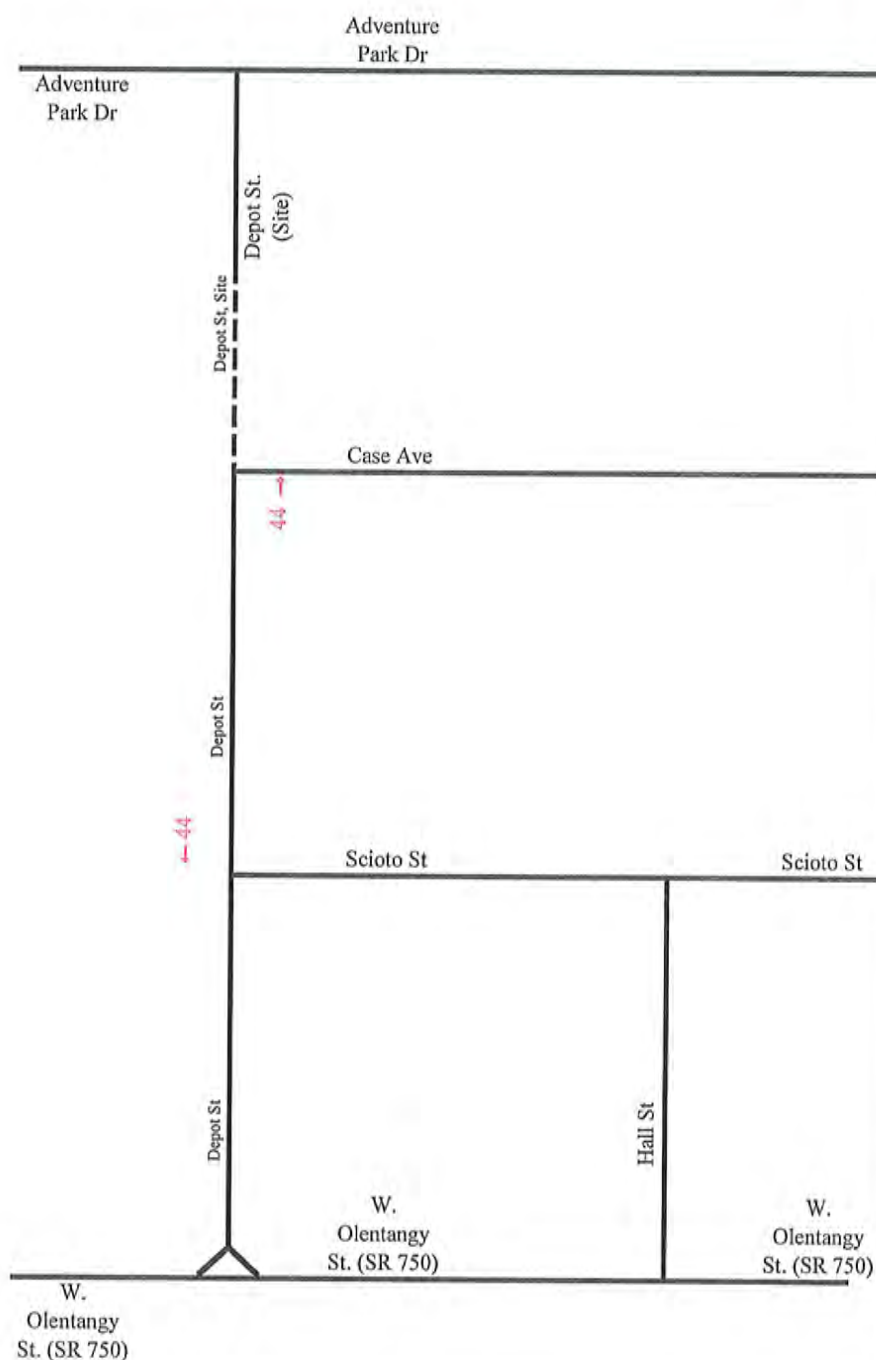 Adventure
Park Dr
Adventure
Park Dr
Depot St.
(Site)
Depot St, Site
Case Ave
44 →
Depot St
← 44
Scioto St
Scioto St
Depot St
Hall St
W.
Olentangy
St. (SR 750)
W.
Olentangy
St. (SR 750)
W.
Olentangy
St. (SR 750)